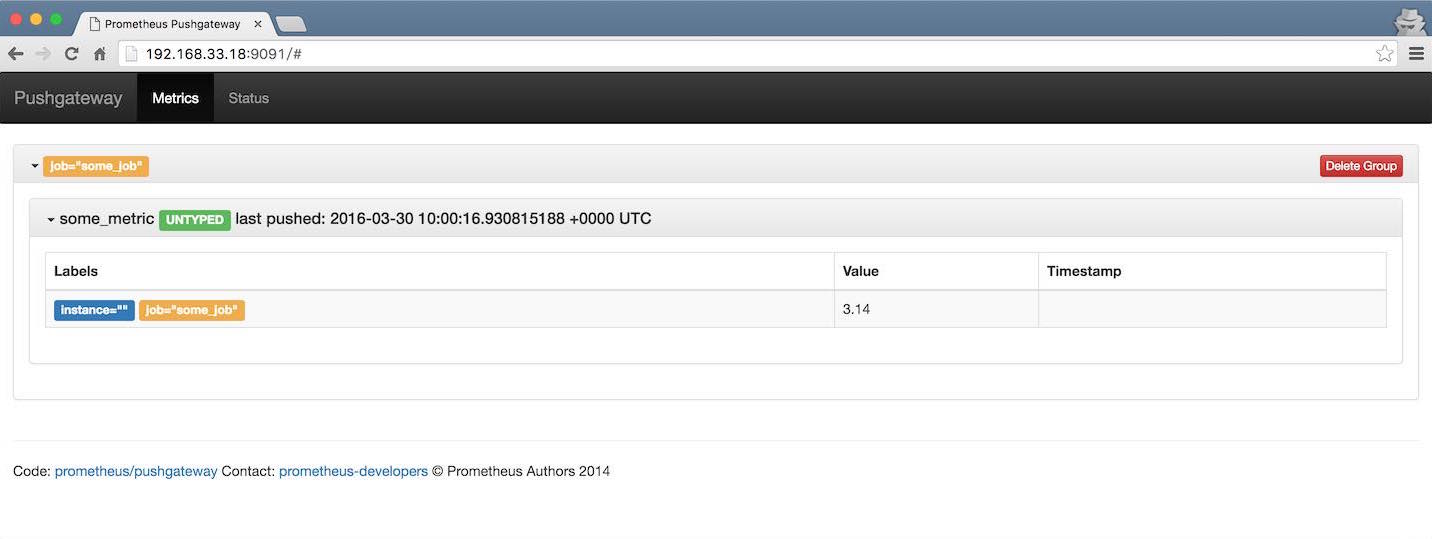 Prometheus Pushgateway
192.168.33.18:9091/#
Pushgateway Metrics Status
job="some_job" Delete Group
some_metric UNTYPED last pushed: 2016-03-30 10:00:16.930815188 +0000 UTC
Labels Value Timestamp
instance="" job="some_job" 3.14
Code: prometheus/pushgateway Contact: prometheus-developers © Prometheus Authors 2014